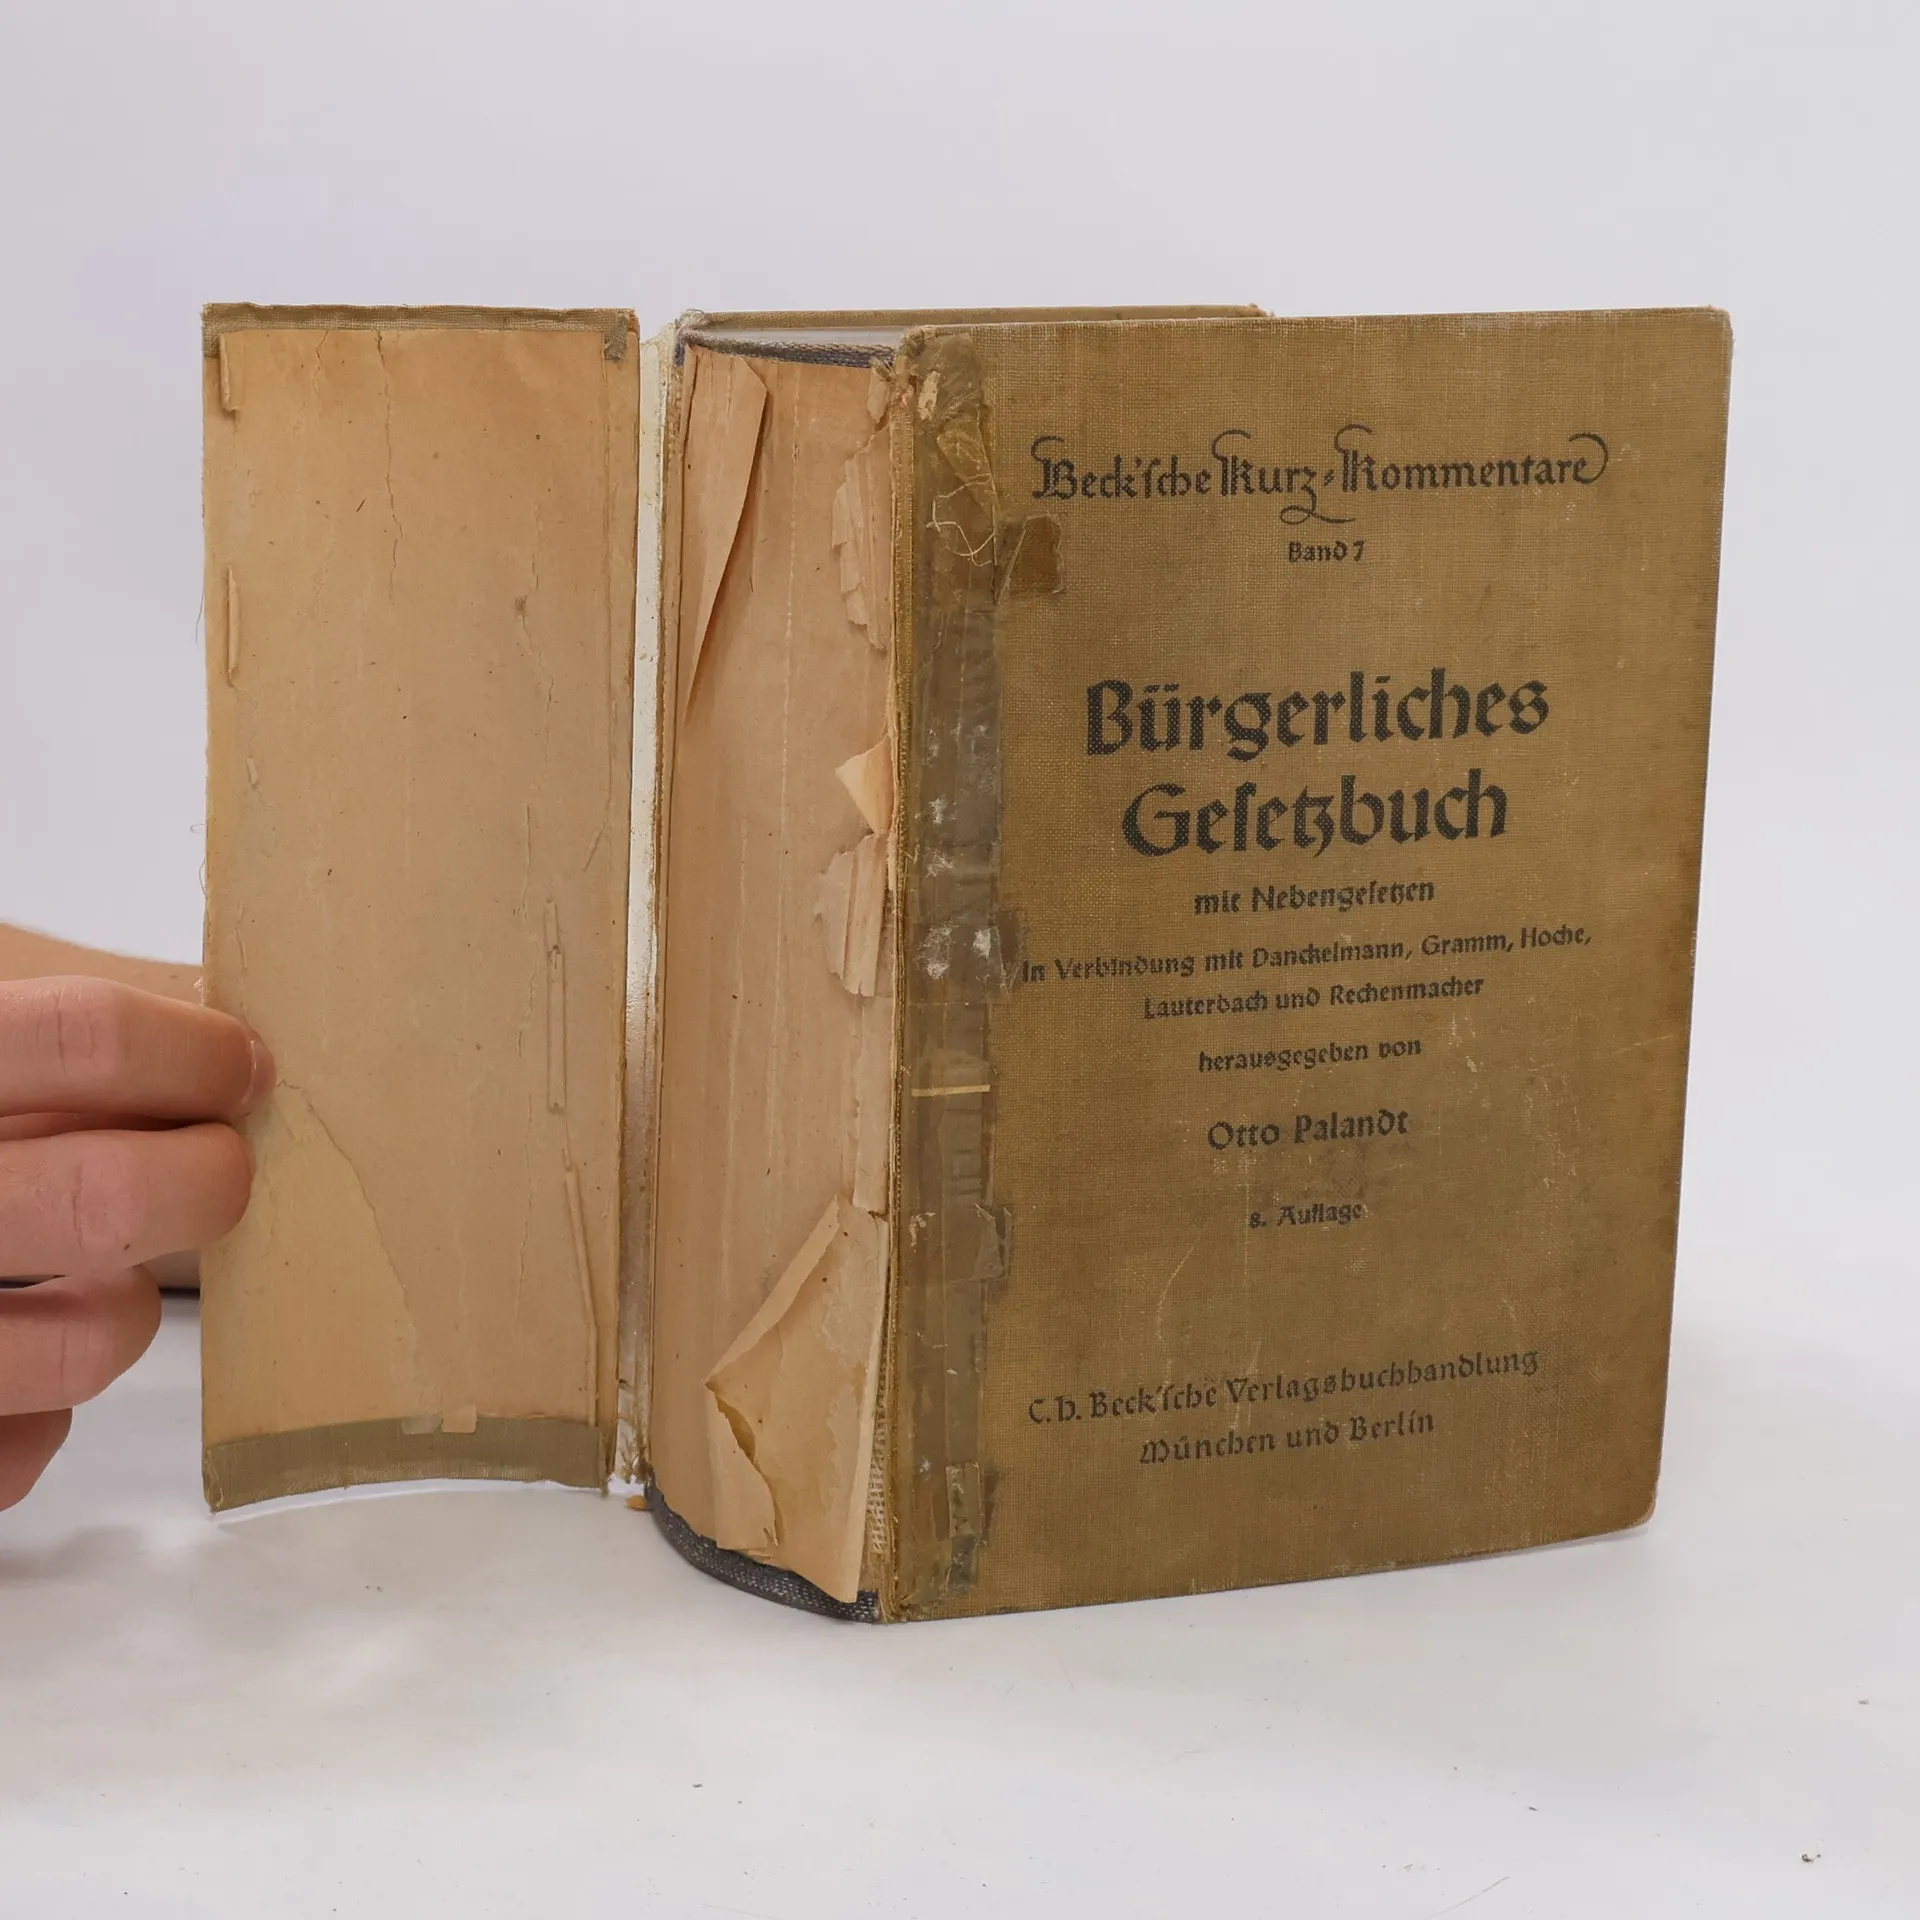 Beck'sche Kurz-Kommentare
Band 7
Bürgerliches
Gesetzbuch
mit Nebengesetzen
In Verbindung mit Danckelmann, Gramm, Hoche,
Lauterbach und Rechenmacher
herausgegeben von
Otto Palandt
8. Auflage
C.H. Beck'sche Verlagsbuchhandlung
München und Berlin